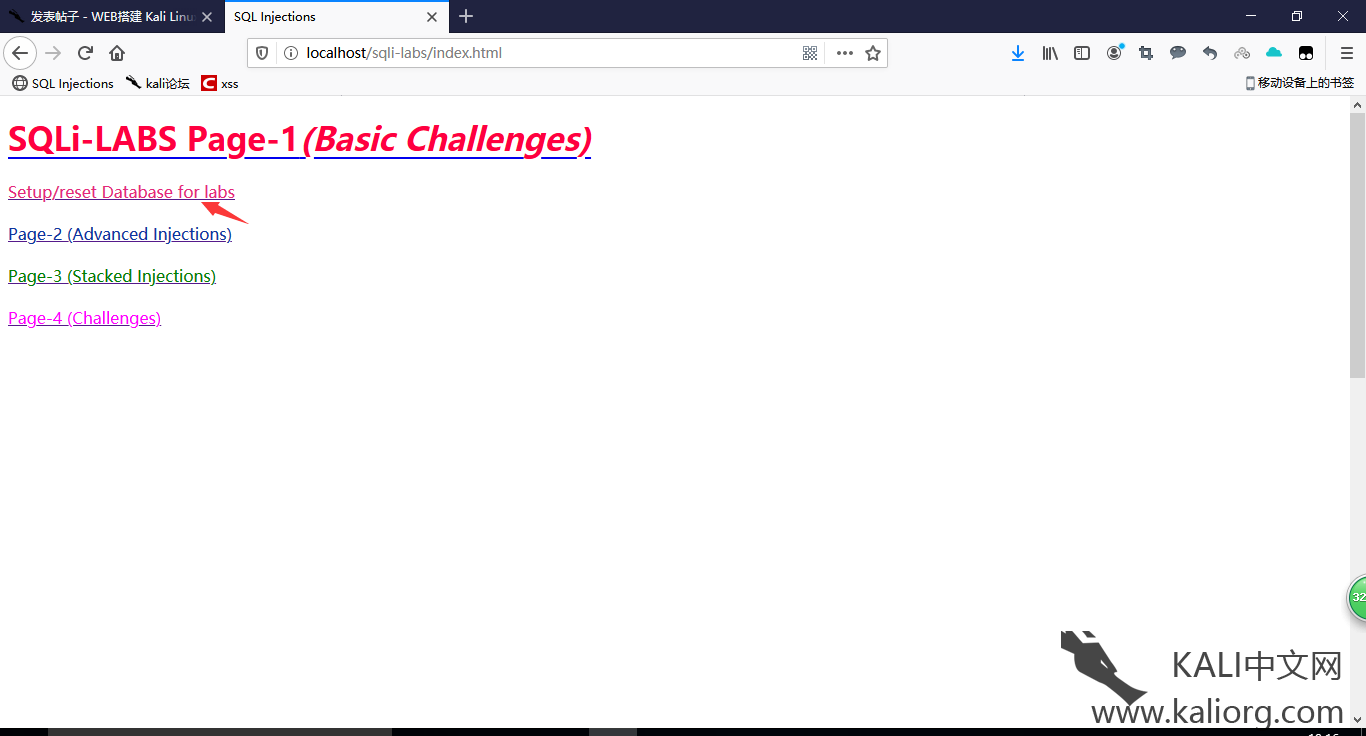 发表帖子 - WEB搭建 Kali Linu
SQL Injections
localhost/sqli-labs/index.html
SQL Injections
kali论坛
C xss
移动设备上的书签
SQLi-LABS Page-1(Basic Challenges)
Setup/reset Database for labs
Page-2 (Advanced Injections)
Page-3 (Stacked Injections)
Page-4 (Challenges)
32
KALI中文网
www.kaliorg.com